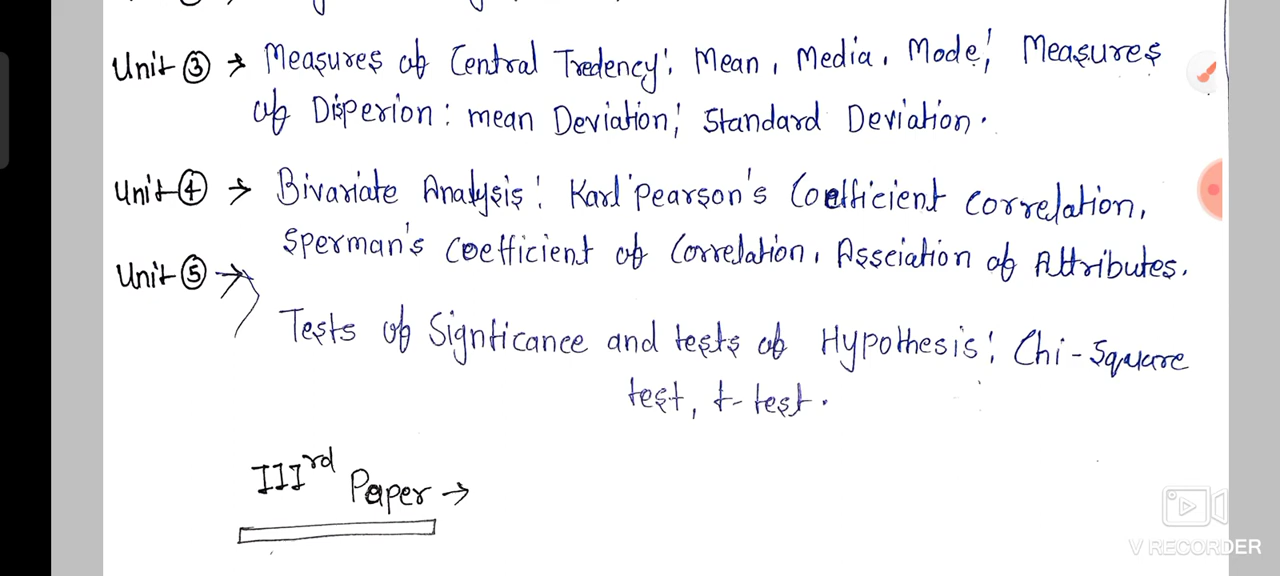 Unit ③ → Measures of Central Tredency: Mean, Media, Mode; Measures
of Disperion: mean Deviation; Standard Deviation.
Unit ④ → Bivariate Analysis: Karl Pearson's Coefficient Correlation,
Sperman's Coefficient of Correlation, Asseiation of Attributes.
Unit ⑤ →
Tests of Signticance and tests of Hypothesis: Chi-Square
test, t-test.
IIIrd Paper →
V RECORDER